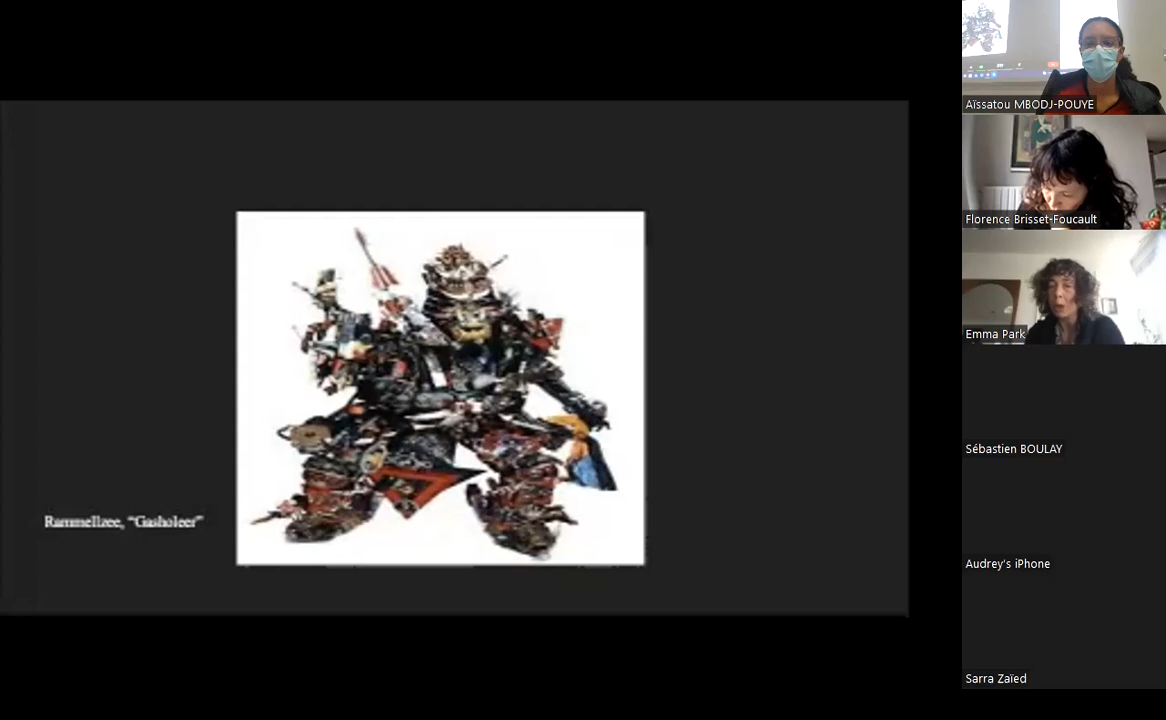 Rammellzee, “Gasholeer”
Aïssatou MBODJ-POUYE
Florence Brisset-Foucault
Emma Park
Sébastien BOULAY
Audrey's iPhone
Sarra Zaïed